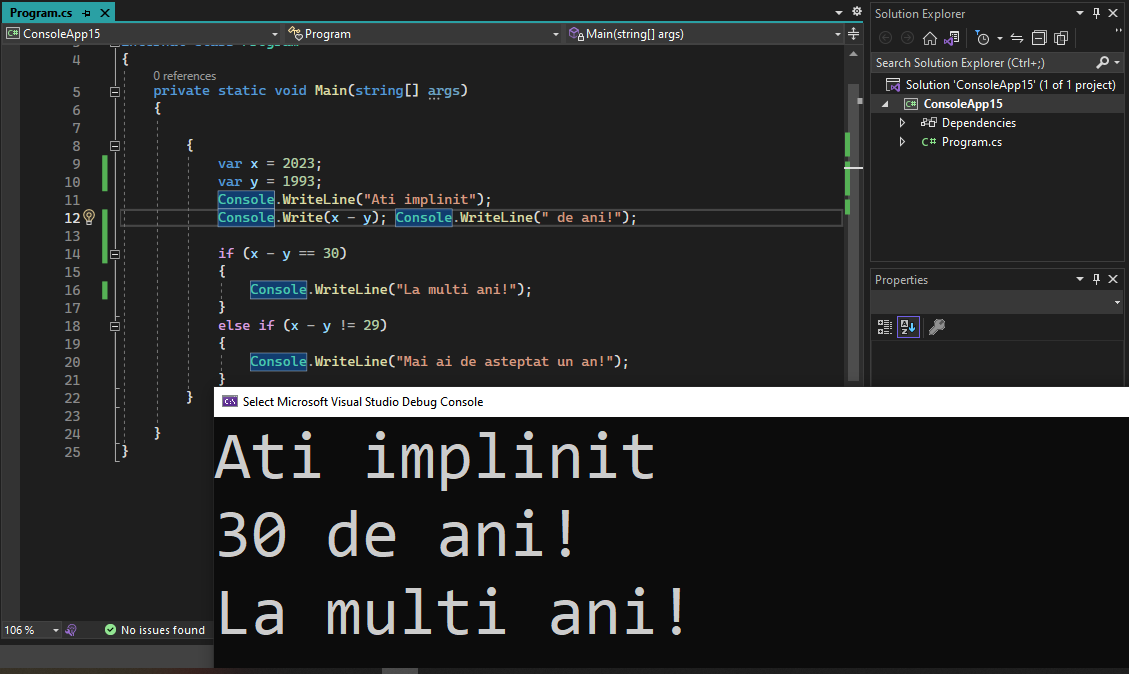 Program.cs
ConsoleApp15
Program
Main(string[] args)
4 {
0 references
5 private static void Main(string[] args)
6 {
7
8 {
9 var x = 2023;
10 var y = 1993;
11 Console.WriteLine("Ati implinit");
12 Console.Write(x - y); Console.WriteLine(" de ani!");
13
14 if (x - y == 30)
15 {
16 Console.WriteLine("La multi ani!");
17 }
18 else if (x - y != 29)
19 {
20 Console.WriteLine("Mai ai de asteptat un an!");
21 }
22 }
23
24 }
25 }
106 %
No issues found
Solution Explorer
Search Solution Explorer (Ctrl+;)
Solution 'ConsoleApp15' (1 of 1 project)
C# ConsoleApp15
Dependencies
C# Program.cs
Properties
Select Microsoft Visual Studio Debug Console
Ati implinit
30 de ani!
La multi ani!